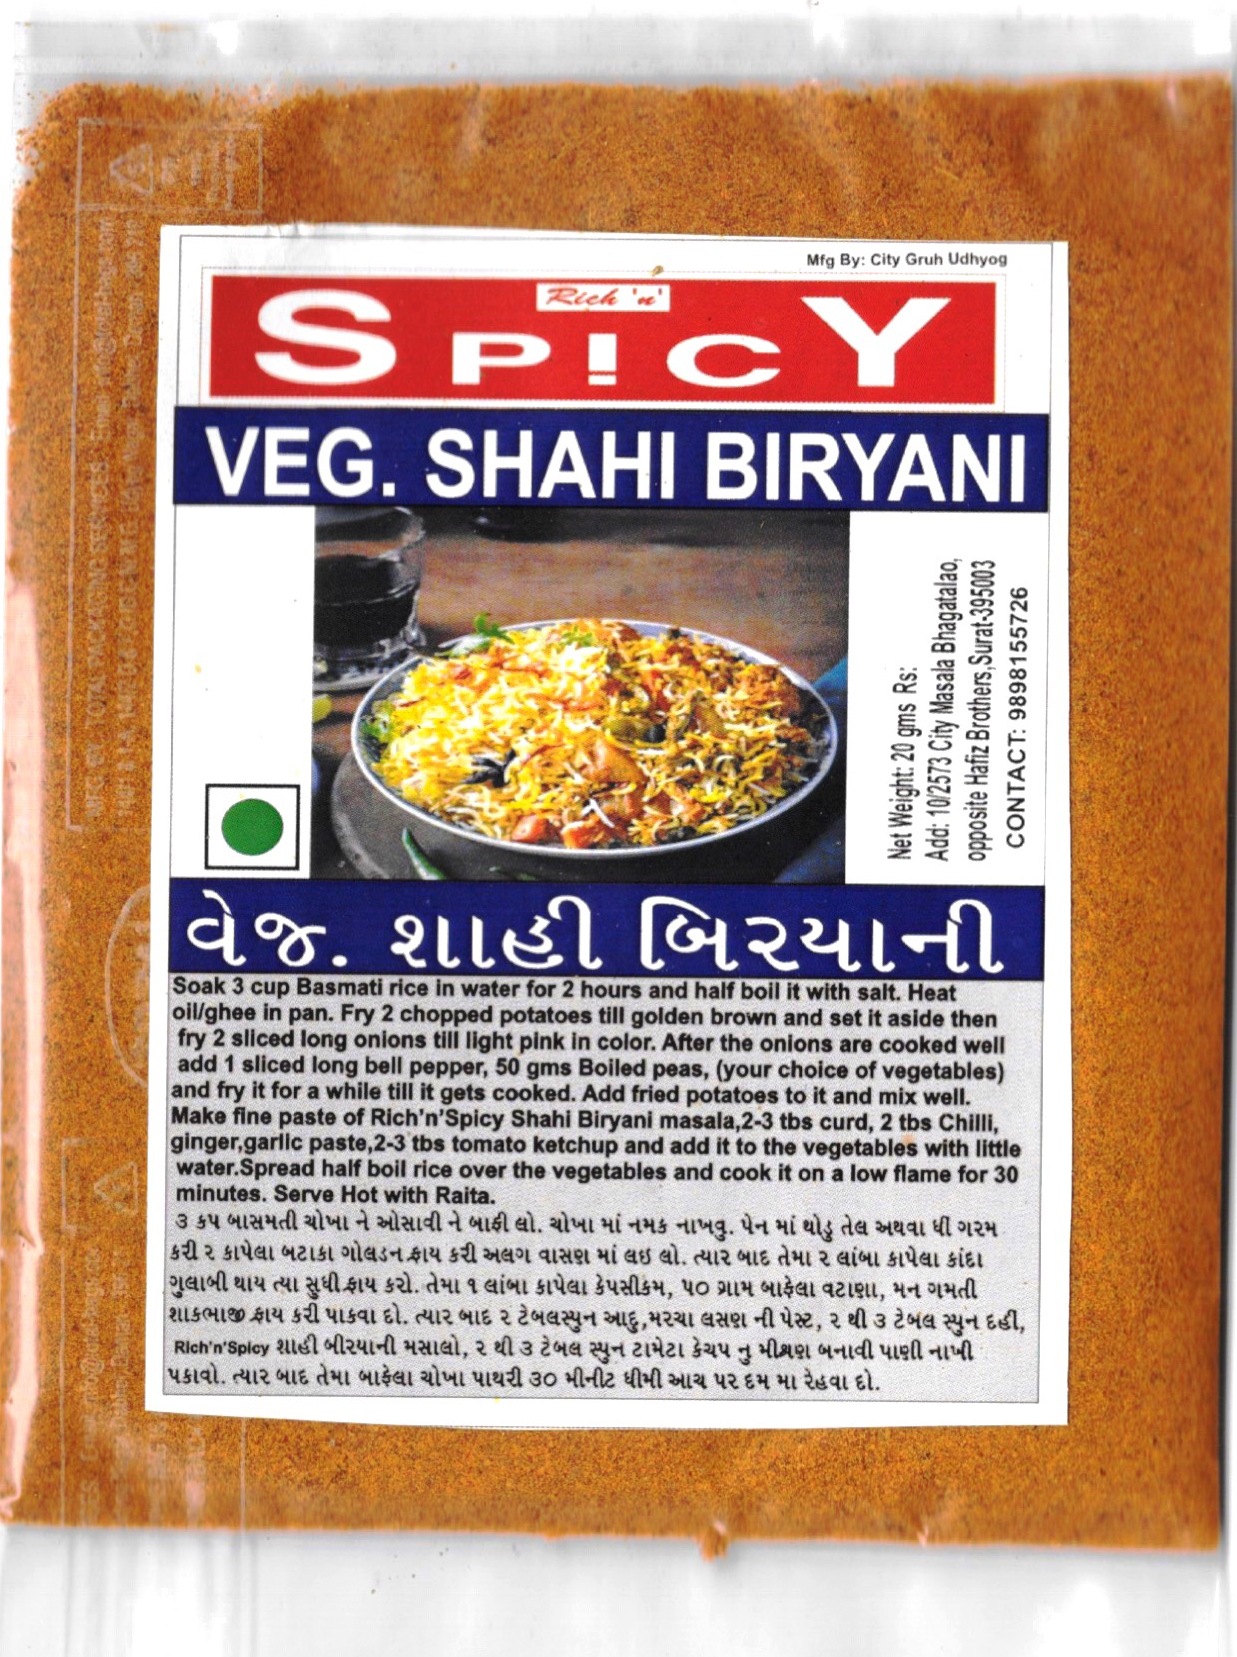 Mfg By: City Gruh Udhyog
Rich 'n'
SP!CY
VEG. SHAHI BIRYANI
Net Weight: 20 gms Rs:
Add: 10/2573 City Masala Bhagatalao,
opposite Hafiz Brothers,Surat-395003
CONTACT: 9898155726
વેજ. શાહી બિરયાની
Soak 3 cup Basmati rice in water for 2 hours and half boil it with salt. Heat
oil/ghee in pan. Fry 2 chopped potatoes till golden brown and set it aside then
fry 2 sliced long onions till light pink in color. After the onions are cooked well
add 1 sliced long bell pepper, 50 gms Boiled peas, (your choice of vegetables)
and fry it for a while till it gets cooked. Add fried potatoes to it and mix well.
Make fine paste of Rich'n'Spicy Shahi Biryani masala,2-3 tbs curd, 2 tbs Chilli,
ginger,garlic paste,2-3 tbs tomato ketchup and add it to the vegetables with little
water.Spread half boil rice over the vegetables and cook it on a low flame for 30
minutes. Serve Hot with Raita.
૩ કપ બાસમતી ચોખા ને ઓસાવી ને બાફી લો. ચોખા માં નમક નાખવુ. પેન માં થોડુ તેલ અથવા ઘી ગરમ
કરી ૨ કાપેલા બટાકા ગોલડન ફ્રાય કરી અલગ વાસણ માં લઇ લો. ત્યાર બાદ તેમા ૨ લાંબા કાપેલા કાંદા
ગુલાબી થાય ત્યા સુધી ફ્રાય કરો. તેમા ૧ લાંબા કાપેલા કેપસીકમ, ૫૦ ગ્રામ બાફેલા વટાણા, મન ગમતી
શાકભાજી ફ્રાય કરી પાકવા દો. ત્યાર બાદ ૨ ટેબલસ્પુન આદુ,મરચા લસણ ની પેસ્ટ, ૨ થી ૩ ટેબલ સ્પુન દહીં,
Rich'n'Spicy શાહી બીરયાની મસાલો, ૨ થી ૩ ટેબલ સ્પુન ટામેટા કેચપ નુ મીશ્રણ બનાવી પાણી નાખી
પકાવો. ત્યાર બાદ તેમા બાફેલા ચોખા પાથરી ૩૦ મીનીટ ધીમી આચ પર દમ મા રેહવા દો.